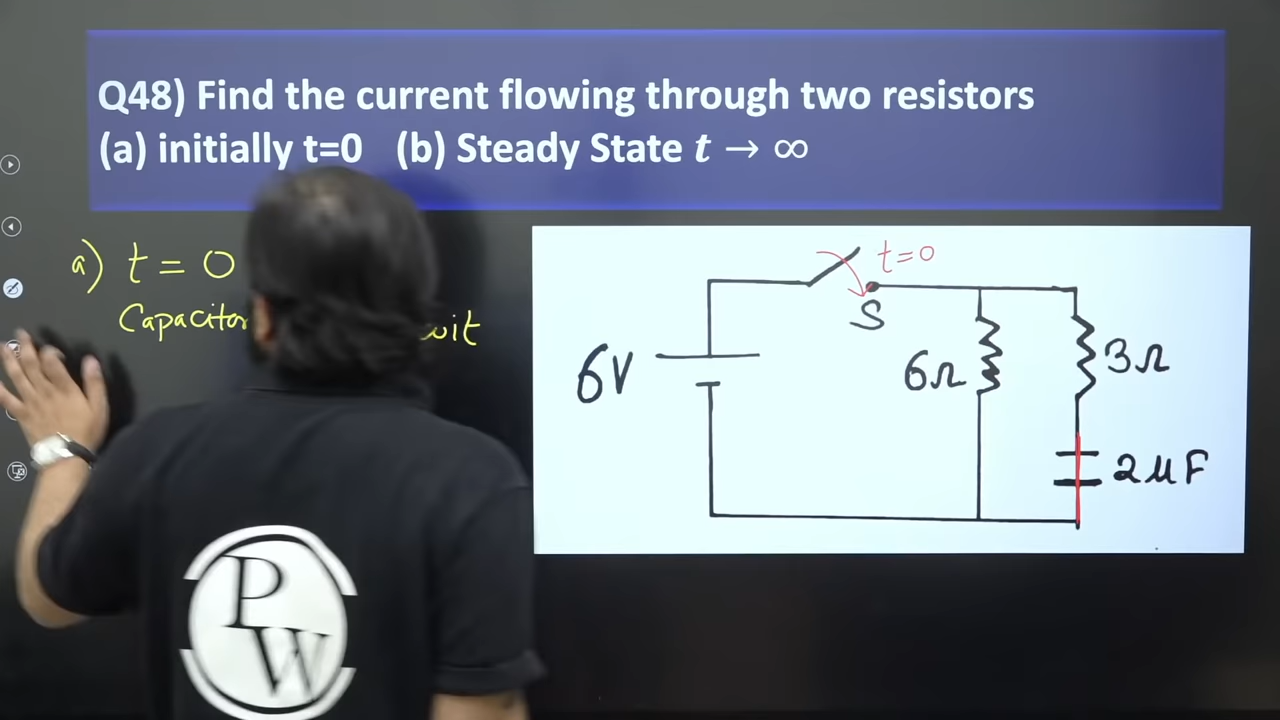 Q48) Find the current flowing through two resistors
(a) initially t=0 (b) Steady State t → ∞
a) t = 0
Capacitor
t=0
S
6V
6Ω
3Ω
2μF
PW